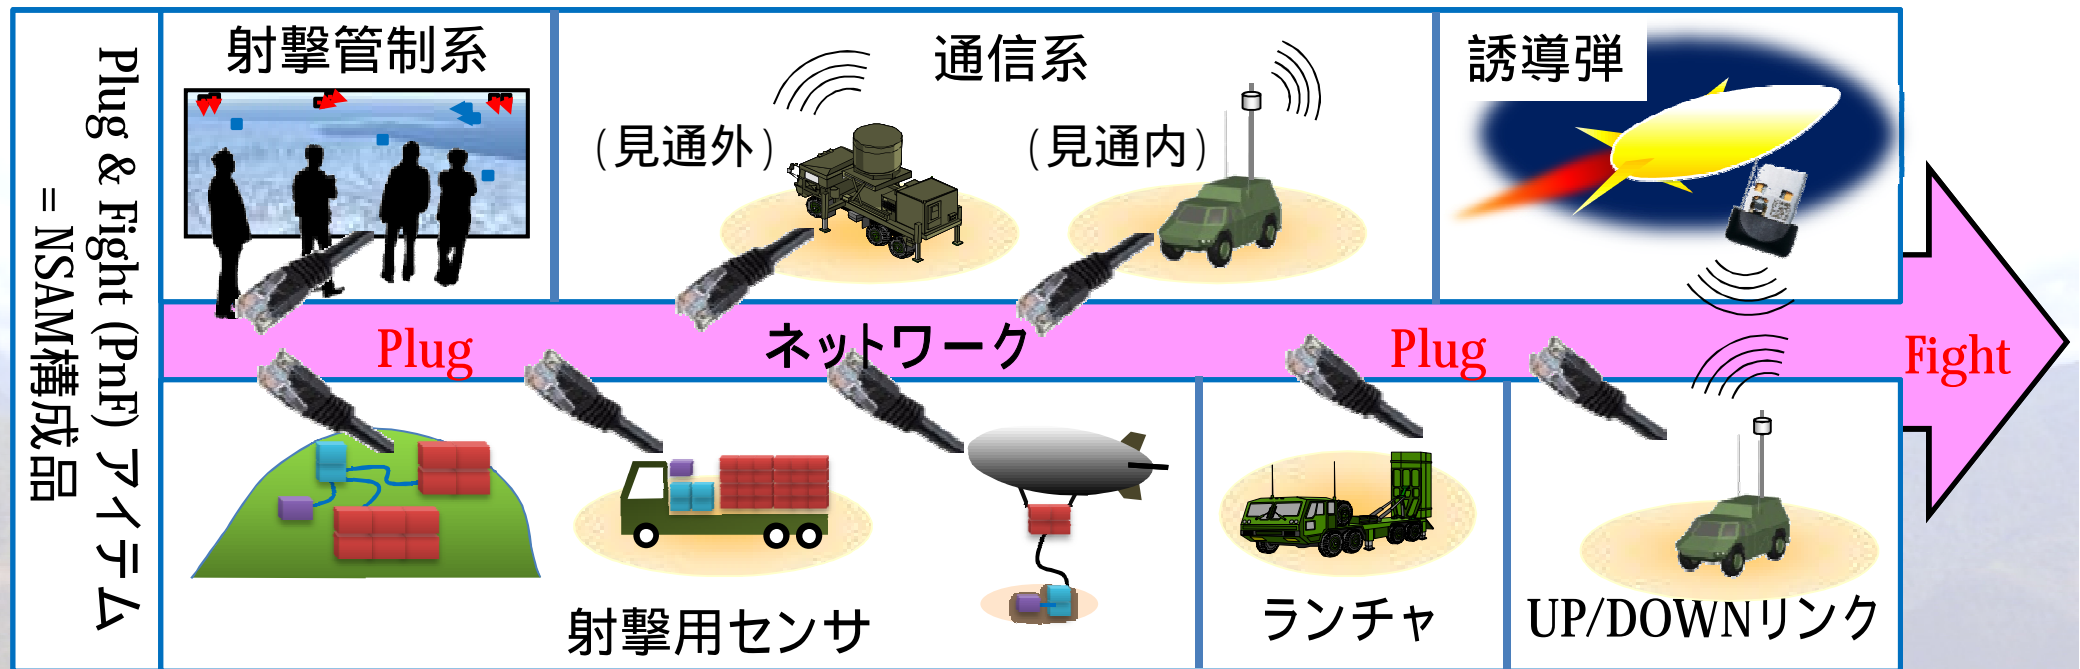 Plug & Fight (PnF) アイテム
= NSAM構成品
射撃管制系
通信系
(見通外)
(見通内)
誘導弾
Plug
ネットワーク
Plug
Fight
射撃用センサ
ランチャ
UP/DOWNリンク